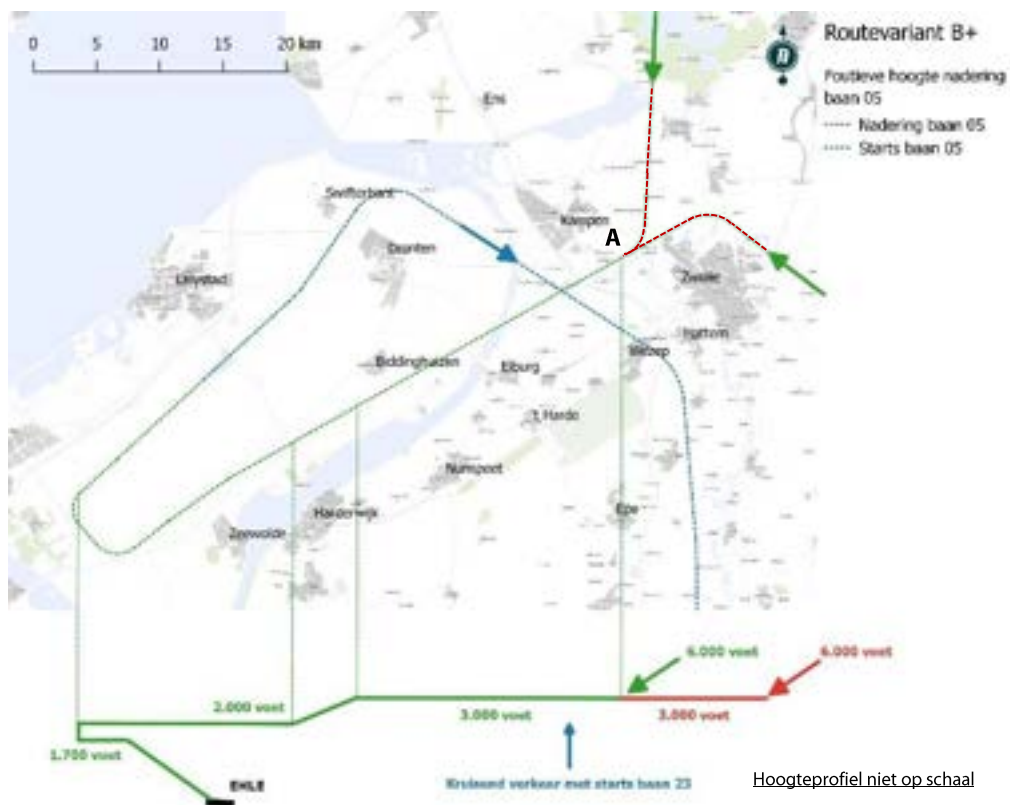 0 5 10 15 20 km
Routevariant B+
Foutieve hoogte nadering
baan 05
Nadering baan 05
Starts baan 05
Ens
Swifterbant
Kampen
A
Dronten
Lelystad
Zwolle
Hattem
Wezep
Biddinghuizen
Elburg
't Harde
Nunspeet
Harderwijk
Epe
Zeewolde
6.000 voet
6.000 voet
2.000 voet
3.000 voet
3.000 voet
1.700 voet
EHLE
Kruisend verkeer met starts baan 23
Hoogteprofiel niet op schaal